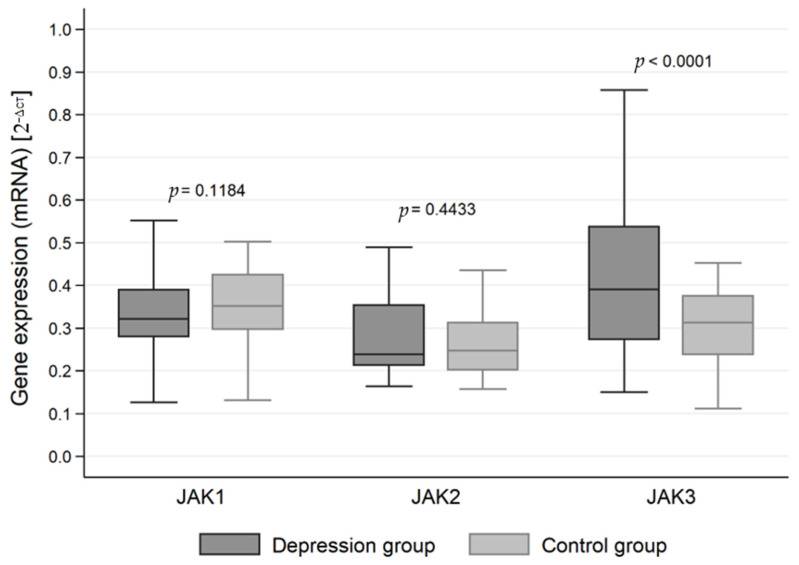 Gene expression (mRNA) [2-ΔCT]
1.0
0.9
0.8
0.7
0.6
0.5
0.4
0.3
0.2
0.1
0.0
p= 0.1184
p= 0.4433
p< 0.0001
JAK1 JAK2 JAK3
Depression group Control group